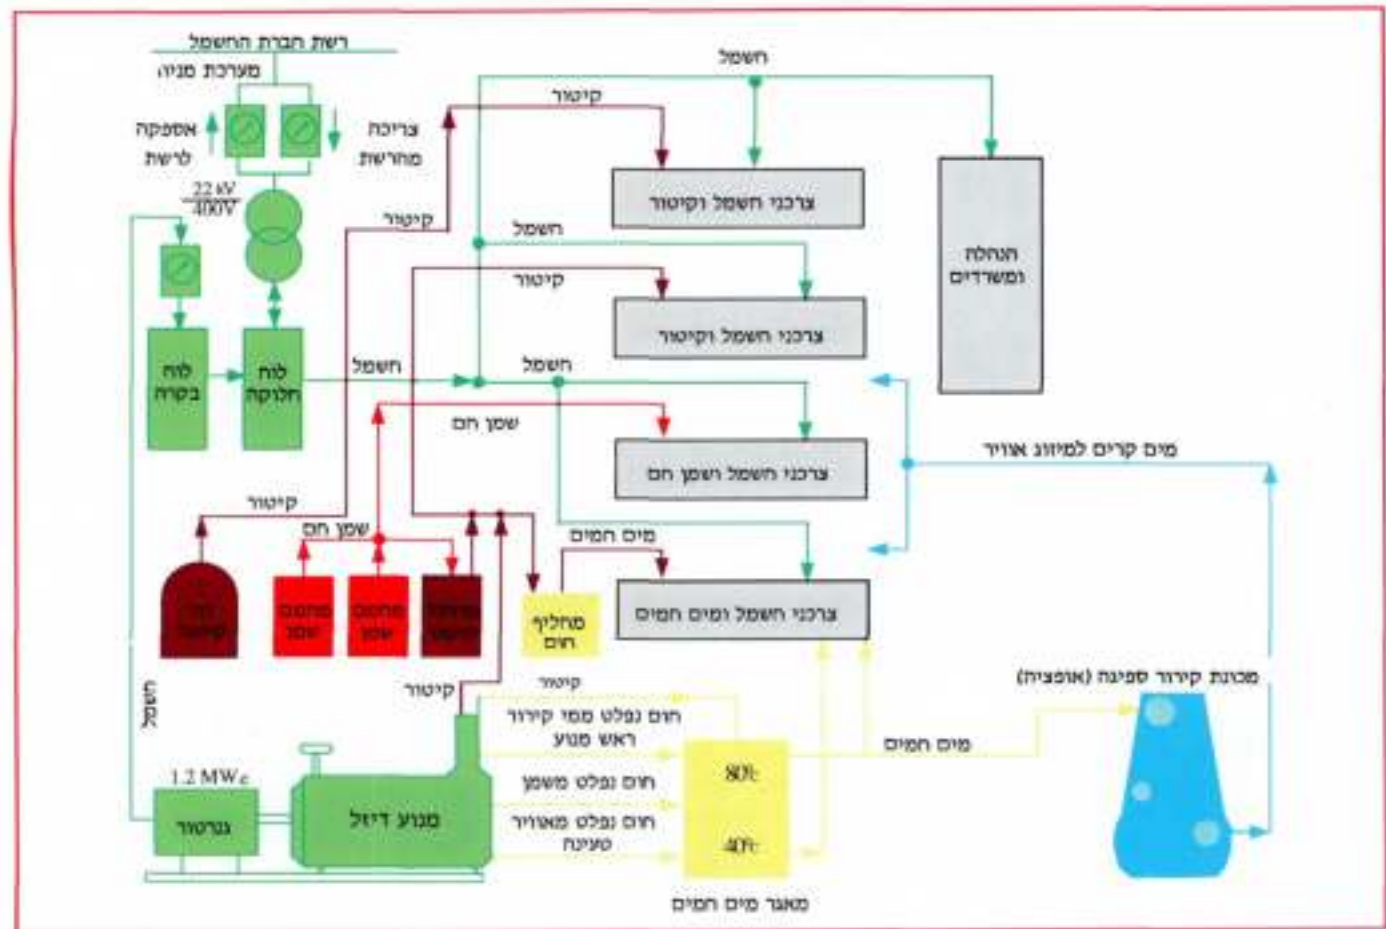 רשת חברת החשמל
מערכת מניה
אספקה
לרשת
צריכה
מהרשת
22 kV
400V
חשמל
קיטור
קיטור
צרכני חשמל וקיטור
הנהלה
ומשרדים
חשמל
קיטור
צרכני חשמל וקיטור
לוח
בקרה
לוח
חלוקה
חשמל
חשמל
שמן חם
צרכני חשמל ושמן חם
מים קרים למיזוג אוויר
קיטור
שמן חם
מים חמים
מחמם
שמן
מחמם
שמן
מחליף
חום
צרכני חשמל ומים חמים
חשמל
קיטור
קיטור
חום נפלט ממי קירור
ראש מנוע
חום נפלט משמן
חום נפלט מאוויר
טעינה
מכונת קירור ספיגה (אופציה)
מים חמים
1.2 MW.e
גנרטור
מנוע דיזל
80°c
40°c
מאגר מים חמים